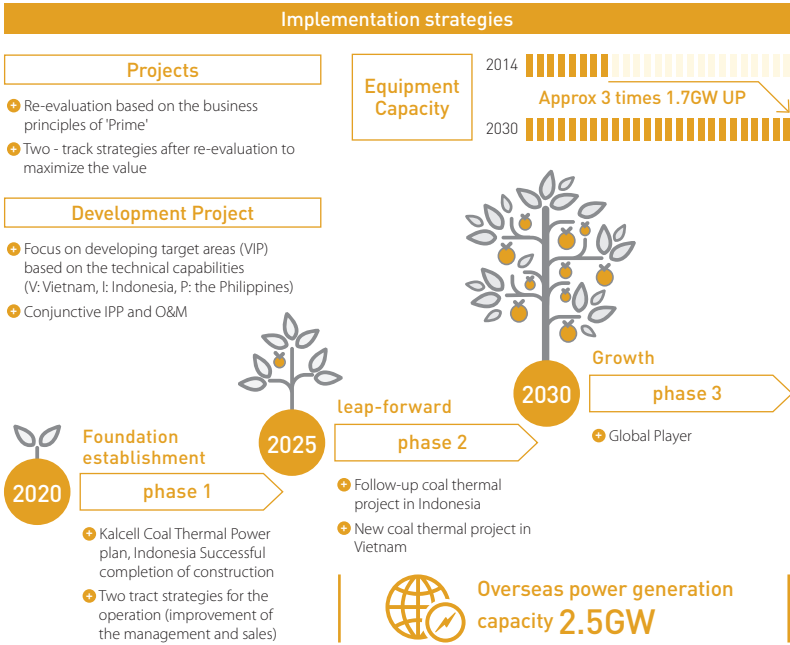 Implementation strategies
Projects
Re-evaluation based on the business
principles of 'Prime'
Two - track strategies after re-evaluation to
maximize the value
Equipment
Capacity
2014
Approx 3 times 1.7GW UP
2030
Development Project
Focus on developing target areas (VIP)
based on the technical capabilities
(V: Vietnam, I: Indonesia, P: the Philippines)
Conjunctive IPP and O&M
2020
Foundation
establishment
phase 1
Kalcell Coal Thermal Power
plan, Indonesia Successful
completion of construction
Two tract strategies for the
operation (improvement of
the management and sales)
2025
leap-forward
phase 2
Follow-up coal thermal
project in Indonesia
New coal thermal project in
Vietnam
2030
Growth
phase 3
Global Player
Overseas power generation
capacity 2.5GW